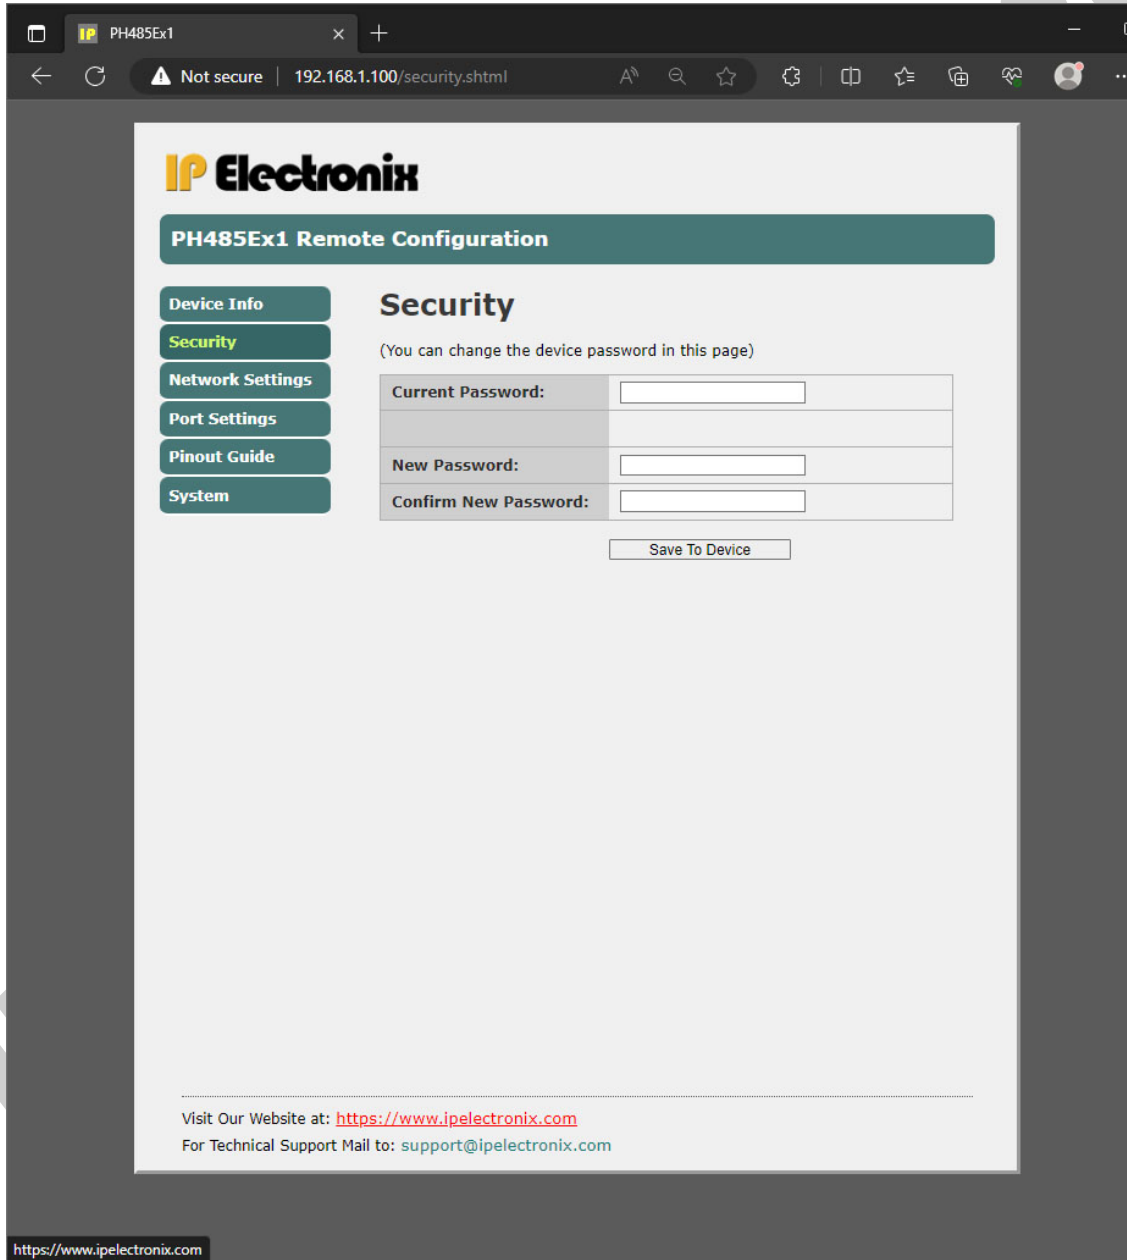 IP PH485Ex1
Not secure 192.168.1.100/security.shtml
IP Electronix
PH485Ex1 Remote Configuration
Device Info
Security
Network Settings
Port Settings
Pinout Guide
System
Security
(You can change the device password in this page)
Current Password:
New Password:
Confirm New Password:
Save To Device
Visit Our Website at: https://www.ipelectronix.com
For Technical Support Mail to: support@ipelectronix.com
https://www.ipelectronix.com